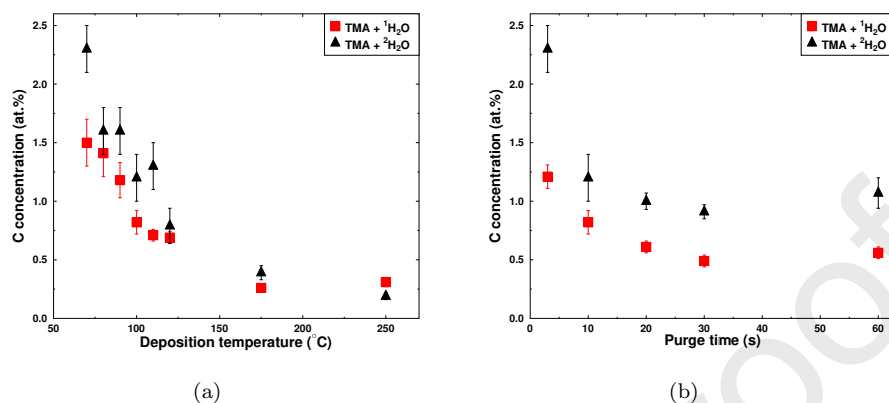 2.5
2.0
1.5
1.0
0.5
0.0
C concentration (at.%)
TMA + ¹H₂O
TMA + ²H₂O
50 100 150 200 250
Deposition temperature (°C)
(a)
2.5
2.0
1.5
1.0
0.5
0.0
C concentration (at.%)
TMA + ¹H₂O
TMA + ²H₂O
0 10 20 30 40 50 60
Purge time (s)
(b)